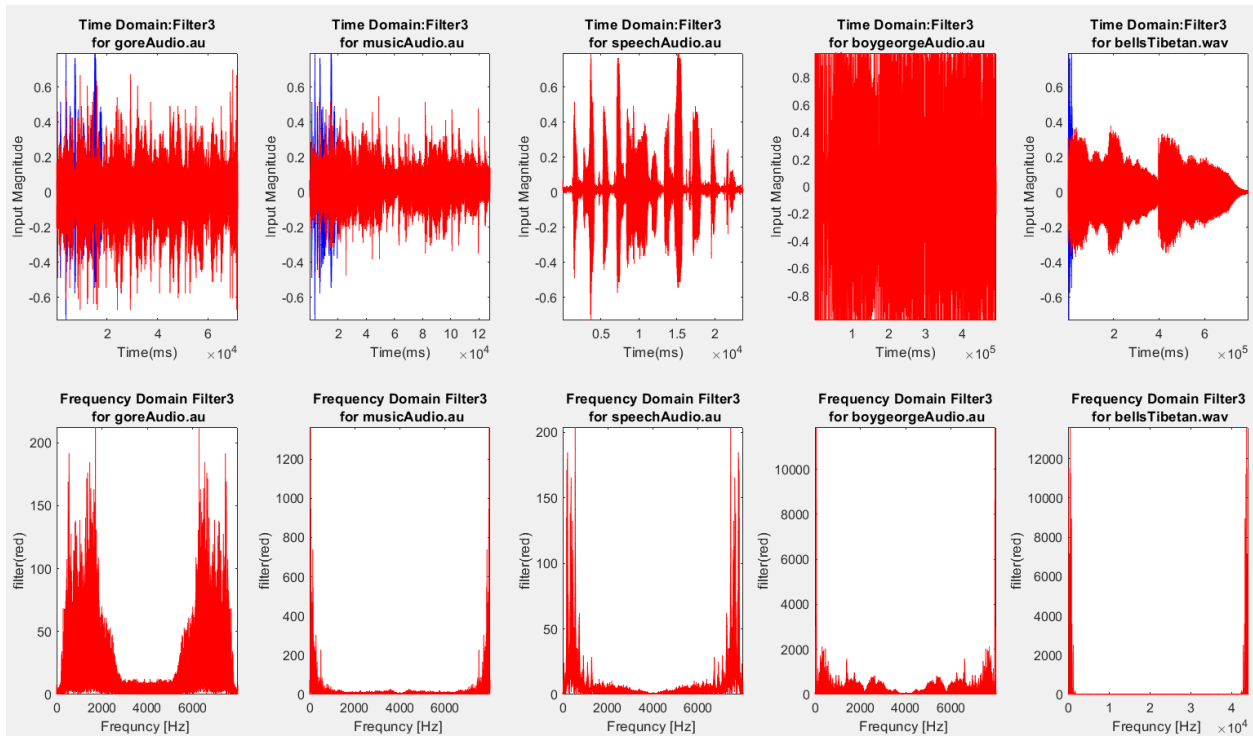 Time Domain:Filter3
for goreAudio.au
Input Magnitude
0.6
0.4
0.2
0
-0.2
-0.4
-0.6
2 4 6
×10^4
Time(ms)
Time Domain:Filter3
for musicAudio.au
Input Magnitude
0.6
0.4
0.2
0
-0.2
-0.4
-0.6
2 4 6 8 10 12
×10^4
Time(ms)
Time Domain:Filter3
for speechAudio.au
Input Magnitude
0.6
0.4
0.2
0
-0.2
-0.4
-0.6
0.5 1 1.5 2
×10^4
Time(ms)
Time Domain:Filter3
for boygeorgeAudio.au
Input Magnitude
0.8
0.6
0.4
0.2
0
-0.2
-0.4
-0.6
-0.8
1 2 3 4
×10^5
Time(ms)
Time Domain:Filter3
for bellsTibetan.wav
Input Magnitude
0.6
0.4
0.2
0
-0.2
-0.4
-0.6
2 4 6
×10^5
Time(ms)
Frequency Domain Filter3
for goreAudio.au
filter(red)
200
150
100
50
0
0 2000 4000 6000
Frequncy [Hz]
Frequency Domain Filter3
for musicAudio.au
filter(red)
1200
1000
800
600
400
200
0
0 2000 4000 6000
Frequncy [Hz]
Frequency Domain Filter3
for speechAudio.au
filter(red)
200
150
100
50
0
0 2000 4000 6000
Frequncy [Hz]
Frequency Domain Filter3
for boygeorgeAudio.au
filter(red)
10000
8000
6000
4000
2000
0
0 2000 4000 6000
Frequncy [Hz]
Frequency Domain Filter3
for bellsTibetan.wav
filter(red)
12000
10000
8000
6000
4000
2000
0
0 1 2 3 4
×10^4
Frequncy [Hz]